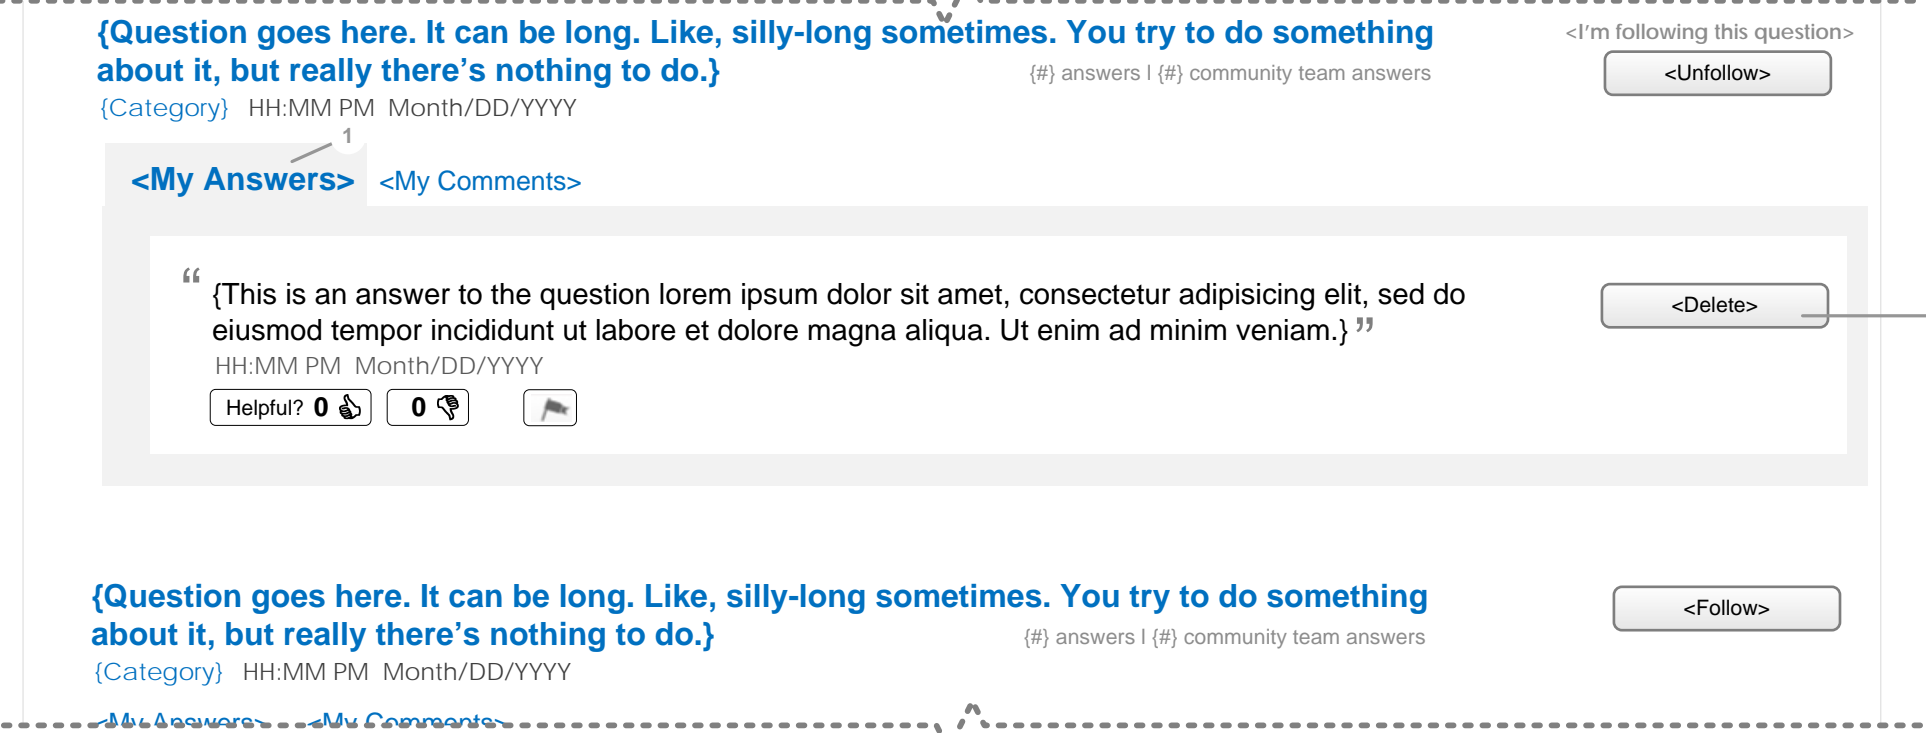 {Question goes here. It can be long. Like, silly-long sometimes. You try to do something
about it, but really there's nothing to do.}
{#} answers I {#} community team answers
<I'm following this question>
<Unfollow>
{Category} HH:MM PM Month/DD/YYYY
1
<My Answers> <My Comments>
“ {This is an answer to the question lorem ipsum dolor sit amet, consectetur adipisicing elit, sed do
eiusmod tempor incididunt ut labore et dolore magna aliqua. Ut enim ad minim veniam.} ”
<Delete>
HH:MM PM Month/DD/YYYY
Helpful? 0 0
{Question goes here. It can be long. Like, silly-long sometimes. You try to do something
about it, but really there's nothing to do.}
{#} answers I {#} community team answers
<Follow>
{Category} HH:MM PM Month/DD/YYYY
<My Answers> <My Comments>